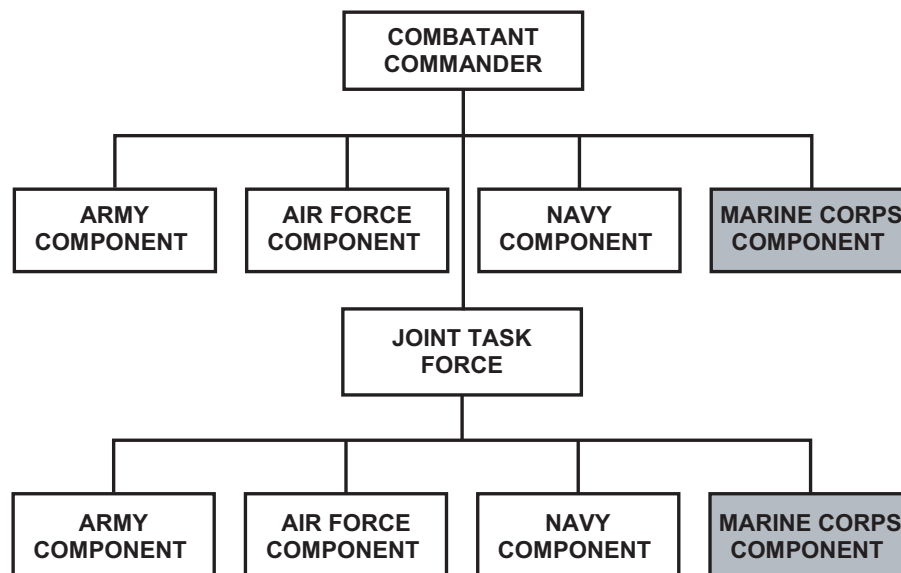 COMBATANT
COMMANDER
ARMY
COMPONENT
AIR FORCE
COMPONENT
NAVY
COMPONENT
MARINE CORPS
COMPONENT
JOINT TASK
FORCE
ARMY
COMPONENT
AIR FORCE
COMPONENT
NAVY
COMPONENT
MARINE CORPS
COMPONENT